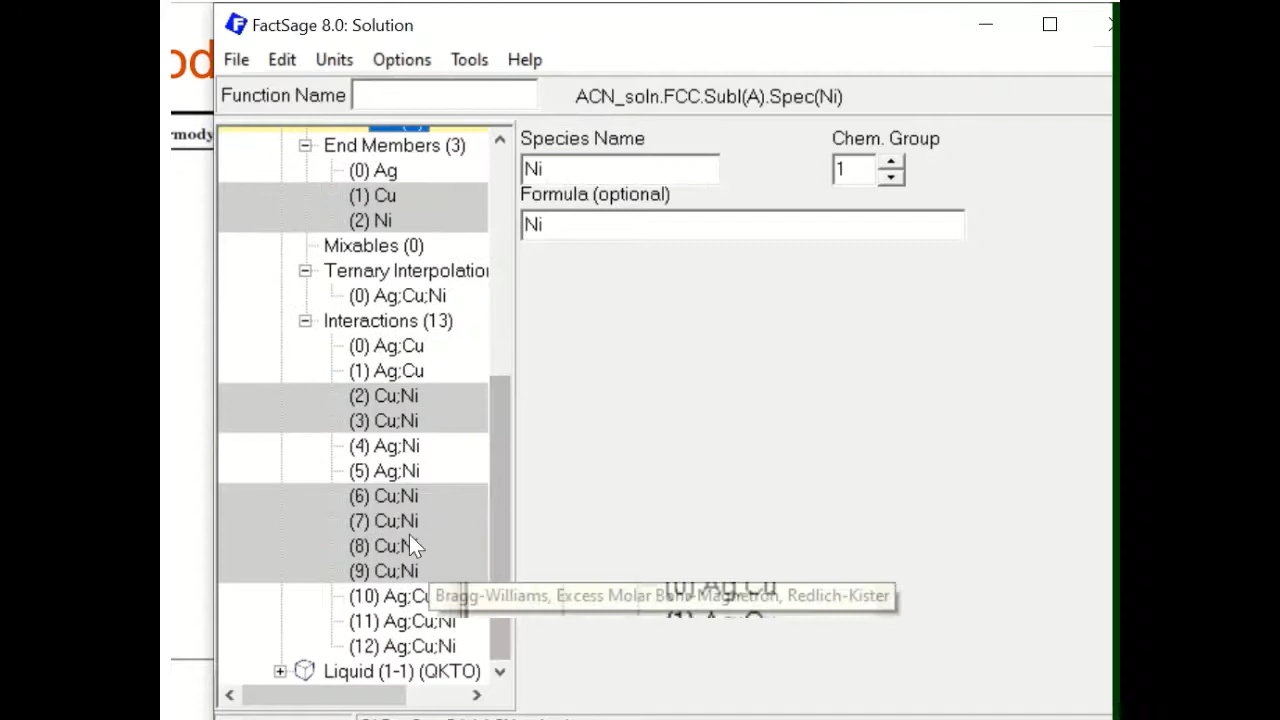 od
FactSage 8.0: Solution
File Edit Units Options Tools Help
Function Name
ACN_soln.FCC.Subl(A).Spec(Ni)
rmody
End Members (3)
(0) Ag
(1) Cu
(2) Ni
Mixables (0)
Ternary Interpolation
(0) Ag;Cu;Ni
Interactions (13)
(0) Ag;Cu
(1) Ag;Cu
(2) Cu;Ni
(3) Cu;Ni
(4) Ag;Ni
(5) Ag;Ni
(6) Cu;Ni
(7) Cu;Ni
(8) Cu;N
(9) Cu;Ni
(10) Ag;Cu
(11) Ag;Cu;Ni
(12) Ag;Cu;Ni
Liquid (1-1) (QKTO)
Species Name
Ni
Chem. Group
1
Formula (optional)
Ni
Bragg-Williams, Excess Molar Bohr Magnetron, Redlich-Kister